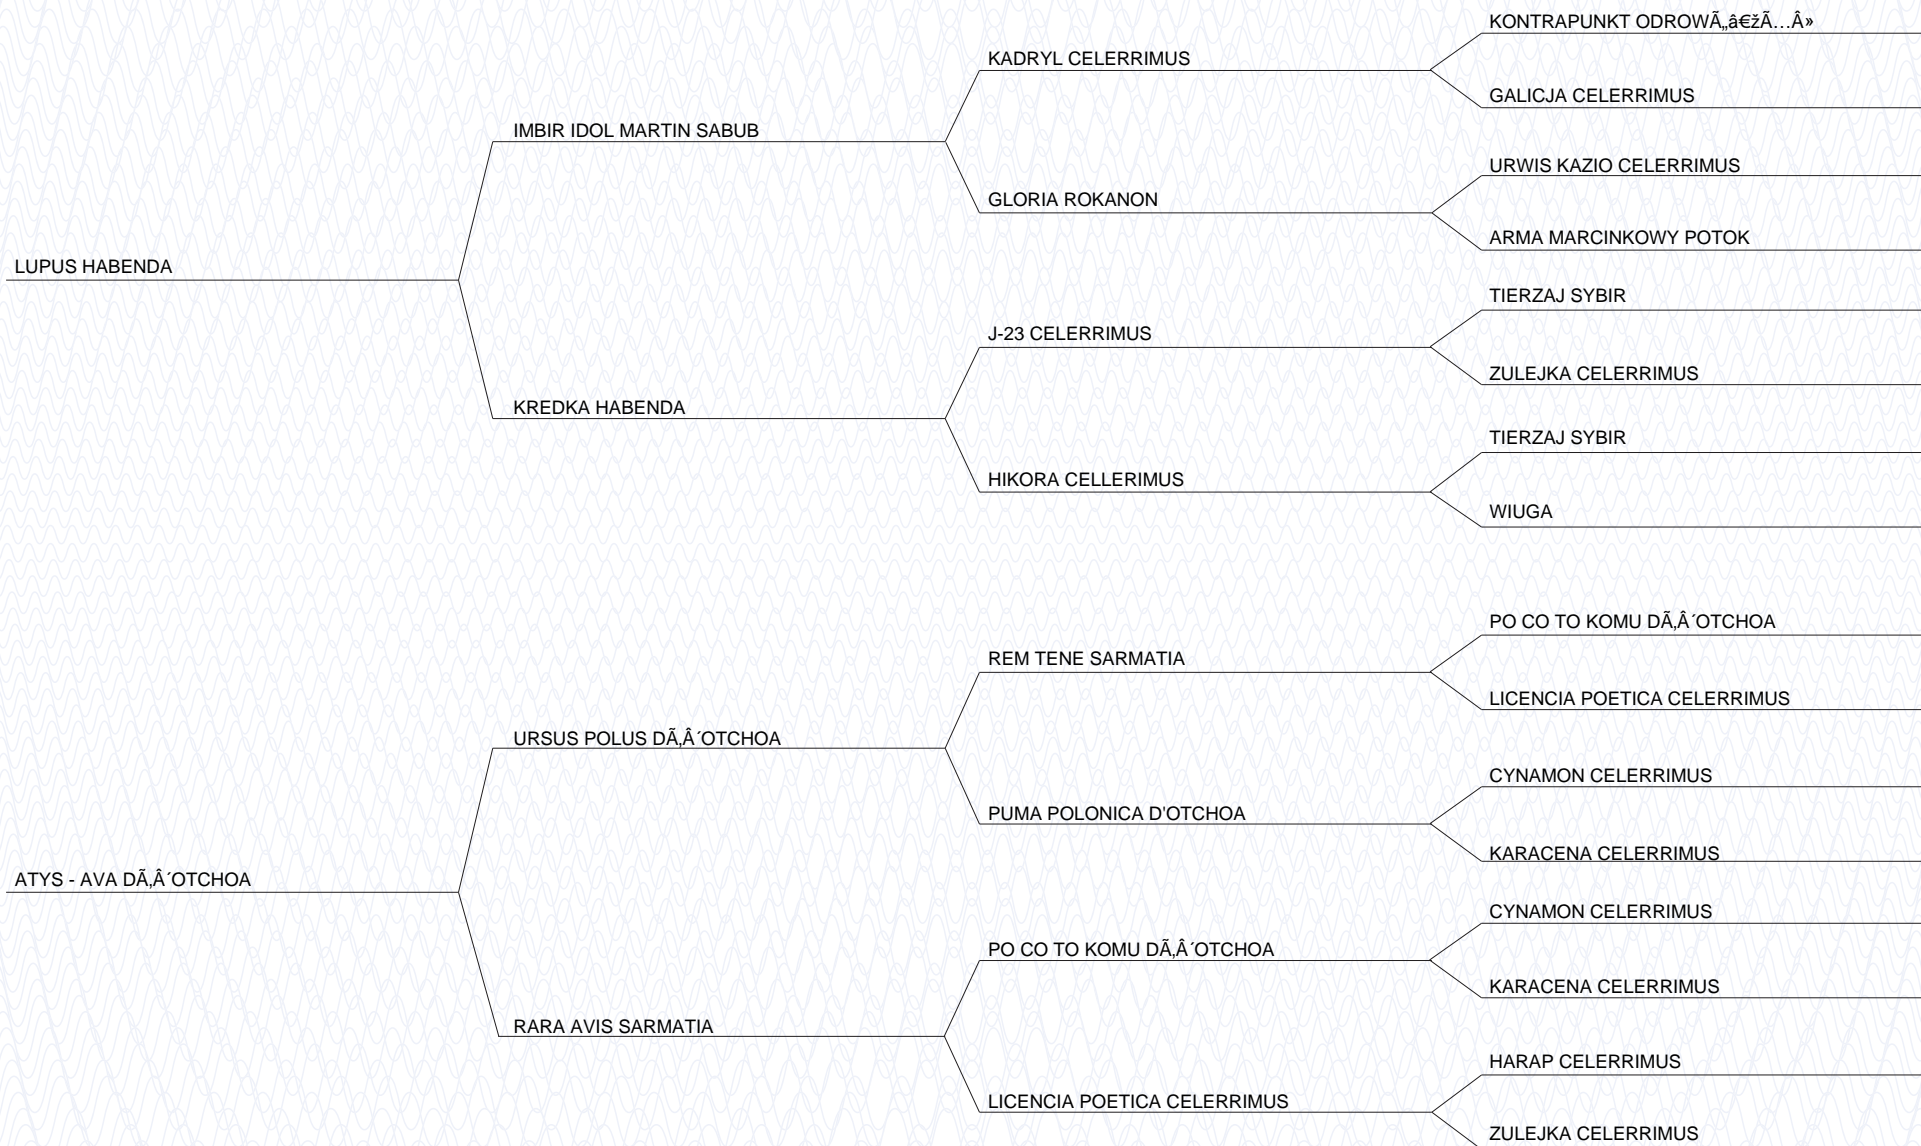 KONTRAPUNKT ODROWÃ„â€žÃ…Â»
KADRYL CELERRIMUS
GALICJA CELERRIMUS
IMBIR IDOL MARTIN SABUB
URWIS KAZIO CELERRIMUS
GLORIA ROKANON
ARMA MARCINKOWY POTOK
LUPUS HABENDA
TIERZAJ SYBIR
J-23 CELERRIMUS
ZULEJKA CELERRIMUS
KREDKA HABENDA
TIERZAJ SYBIR
HIKORA CELLERIMUS
WIUGA
PO CO TO KOMU DÃ‚Â´OTCHOA
REM TENE SARMATIA
LICENCIA POETICA CELERRIMUS
URSUS POLUS DÃ‚Â´OTCHOA
CYNAMON CELERRIMUS
PUMA POLONICA D'OTCHOA
KARACENA CELERRIMUS
ATYS - AVA DÃ‚Â´OTCHOA
CYNAMON CELERRIMUS
PO CO TO KOMU DÃ‚Â´OTCHOA
KARACENA CELERRIMUS
RARA AVIS SARMATIA
HARAP CELERRIMUS
LICENCIA POETICA CELERRIMUS
ZULEJKA CELERRIMUS